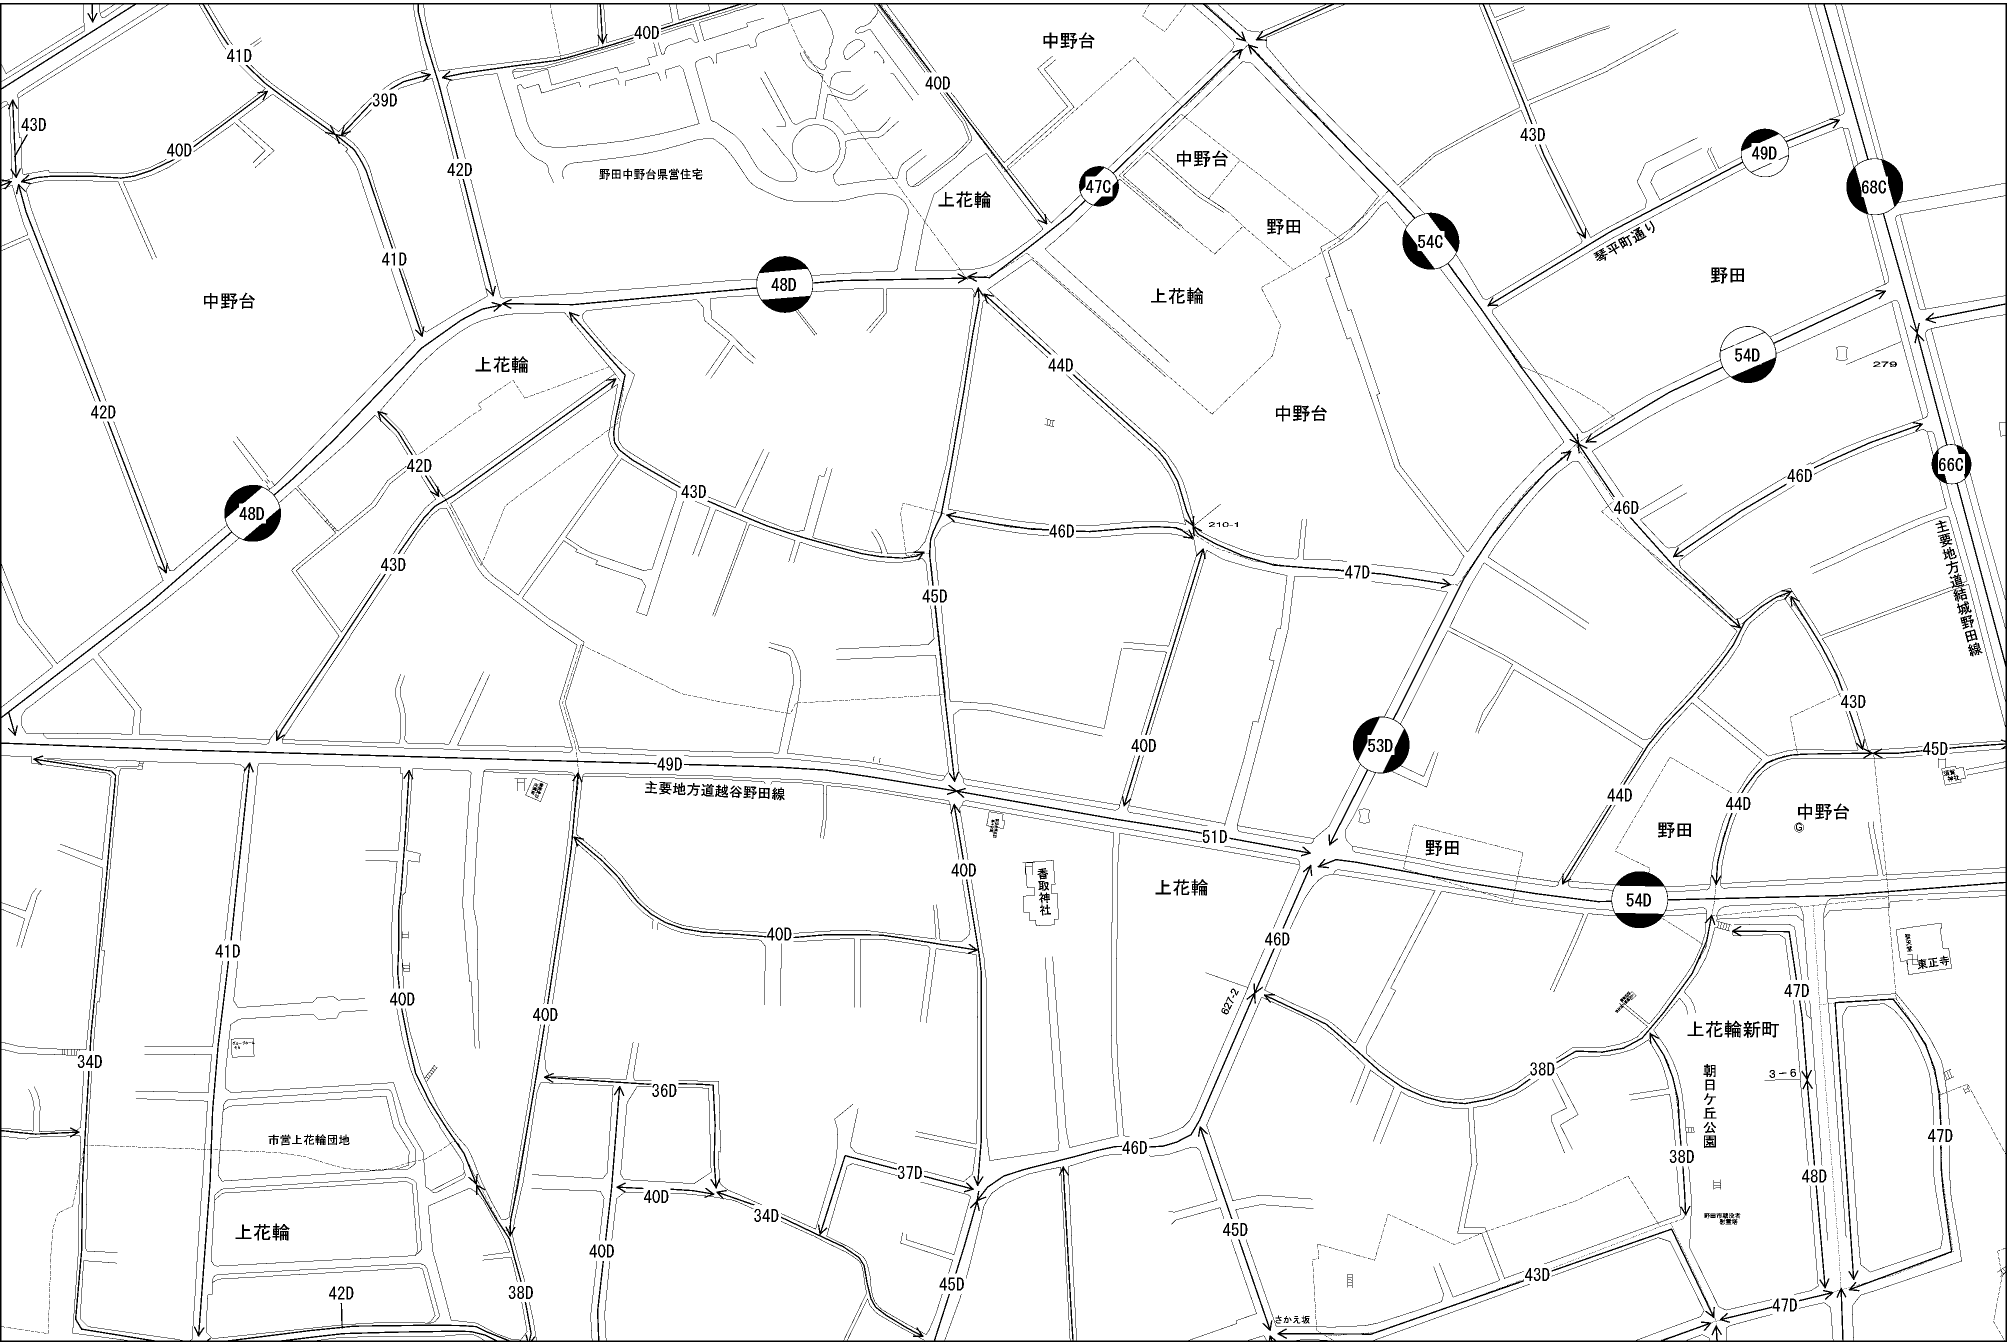 40D
41D
中野台
39D
40D
43D
43D
49D
40D
42D
47C
中野台
68C
野田中野台県営住宅
上花輪
野田
54C
琴平町通り
41D
野田
48D
上花輪
中野台
上花輪
44D
54D
279
42D
中野台
42D
66C
46D
43D
46D
48D
210-1
46D
主要地方道結城野田線
43D
47D
45D
43D
40D
53D
45D
49D
主要地方道越谷野田線
44D
44D
中野台
G
野田
51D
野田
40D
香取神社
上花輪
54D
40D
46D
41D
東正寺
47D
40D
627-2
40D
上花輪新町
34D
38D
3-6
36D
朝日ケ丘公園
市営上花輪団地
46D
47D
38D
37D
48D
40D
34D
上花輪
45D
40D
43D
45D
42D
38D
47D
さかえ坂